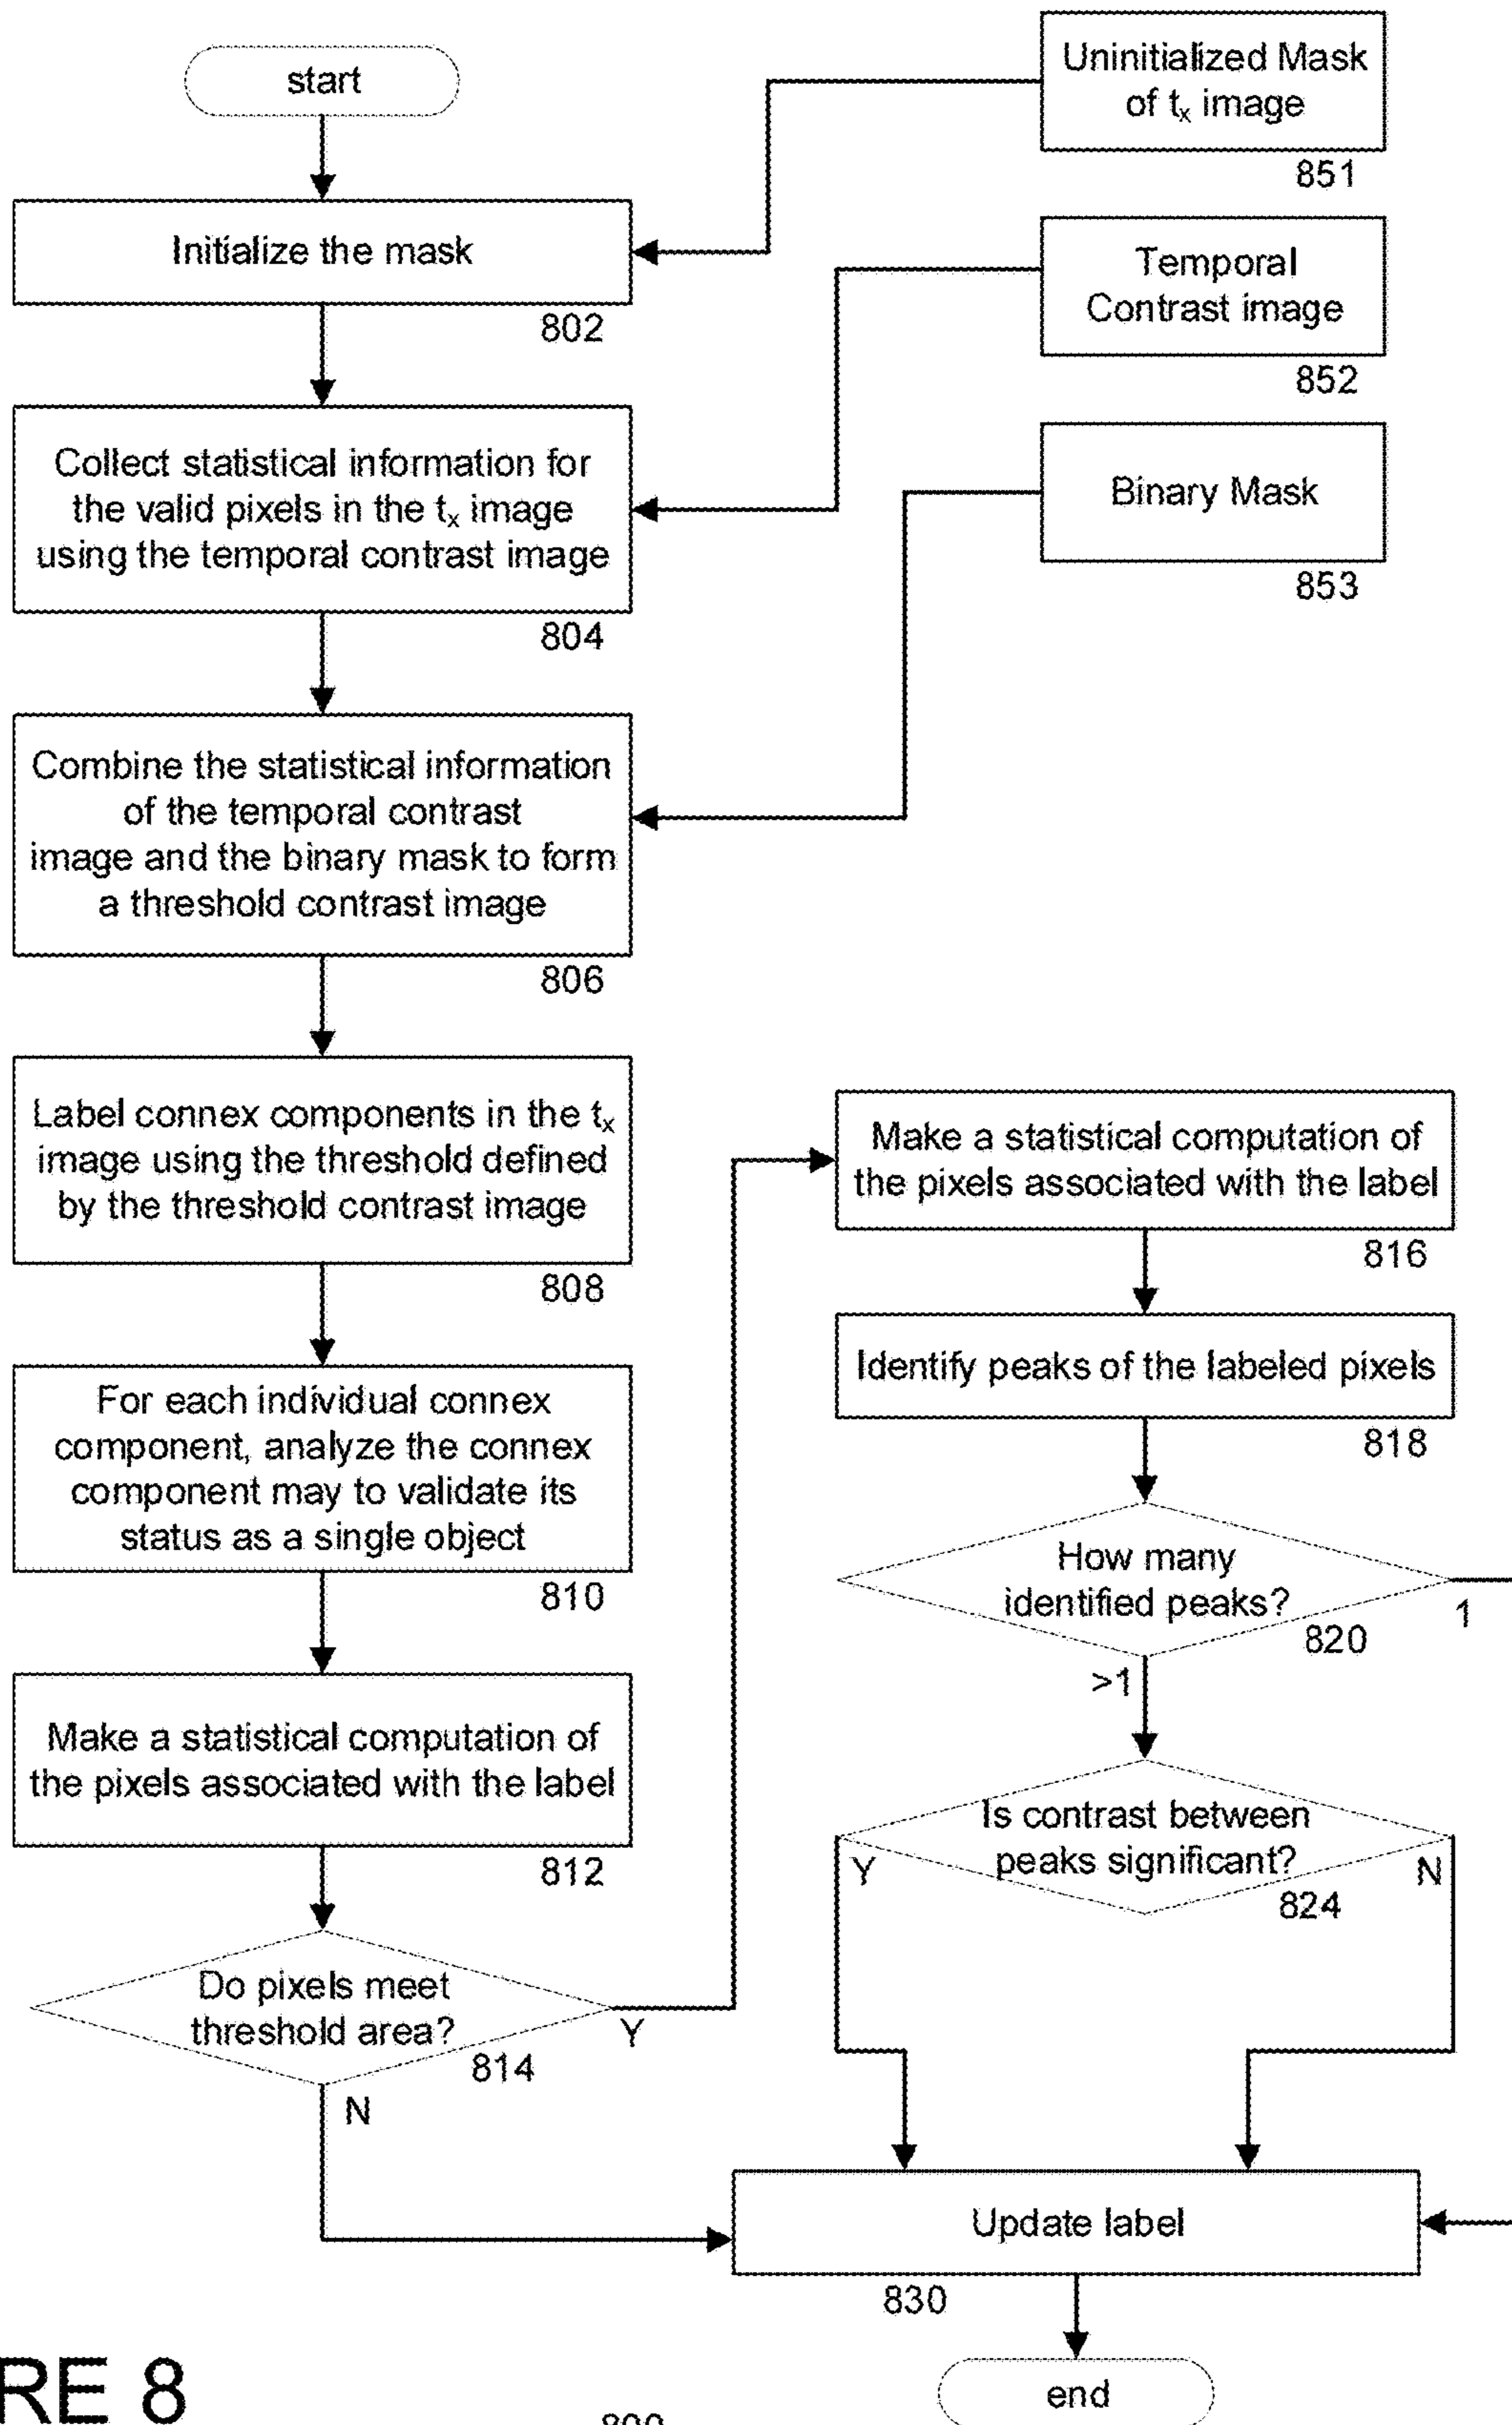 start
Initialize the mask
802
Collect statistical information for
the valid pixels in the tx image
using the temporal contrast image
804
Combine the statistical information
of the temporal contrast
image and the binary mask to form
a threshold contrast image
806
Label connex components in the tx
image using the threshold defined
by the threshold contrast image
808
For each individual connex
component, analyze the connex
component may to validate its
status as a single object
810
Make a statistical computation of
the pixels associated with the label
812
Do pixels meet
threshold area?
814
Y
N
Uninitialized Mask
of tx image
851
Temporal
Contrast image
852
Binary Mask
853
Make a statistical computation of
the pixels associated with the label
816
Identify peaks of the labeled pixels
818
How many
identified peaks?
820
1
>1
Is contrast between
peaks significant?
824
Y
N
Update label
830
end
RE 8